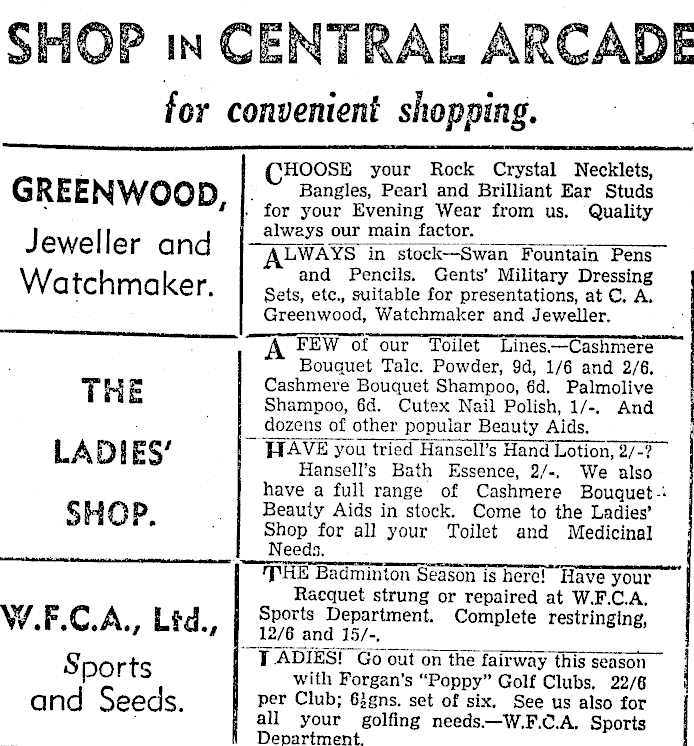 SHOP IN CENTRAL ARCADE
for convenient shopping.
GREENWOOD,
Jeweller and
Watchmaker.
CHOOSE your Rock Crystal Necklets,
Bangles, Pearl and Brilliant Ear Studs
for your Evening Wear from us. Quality
always our main factor.
ALWAYS in stock—Swan Fountain Pens
and Pencils. Gents' Military Dressing
Sets, etc., suitable for presentations, at C. A.
Greenwood, Watchmaker and Jeweller.
THE
LADIES'
SHOP.
A FEW of our Toilet Lines.—Cashmere
Bouquet Talc. Powder, 9d, 1/6 and 2/6.
Cashmere Bouquet Shampoo, 6d. Palmolive
Shampoo, 6d. Cutex Nail Polish, 1/-. And
dozens of other popular Beauty Aids.
HAVE you tried Hansell's Hand Lotion, 2/-?
Hansell's Bath Essence, 2/-. We also
have a full range of Cashmere Bouquet
Beauty Aids in stock. Come to the Ladies'
Shop for all your Toilet and Medicinal
Needs.
W.F.C.A., Ltd.,
Sports
and Seeds.
THE Badminton Season is here! Have your
Racquet strung or repaired at W.F.C.A.
Sports Department. Complete restringing,
12/6 and 15/-.
LADIES! Go out on the fairway this season
with Forgan's "Poppy" Golf Clubs. 22/6
per Club; 6½gns. set of six. See us also for
all your golfing needs.—W.F.C.A. Sports
Department.